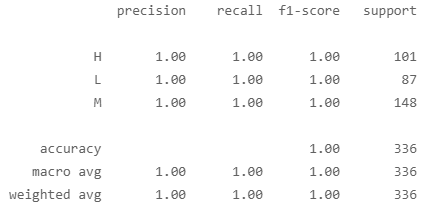 precision recall f1-score support
H 1.00 1.00 1.00 101
L 1.00 1.00 1.00 87
M 1.00 1.00 1.00 148
accuracy 1.00 336
macro avg 1.00 1.00 1.00 336
weighted avg 1.00 1.00 1.00 336